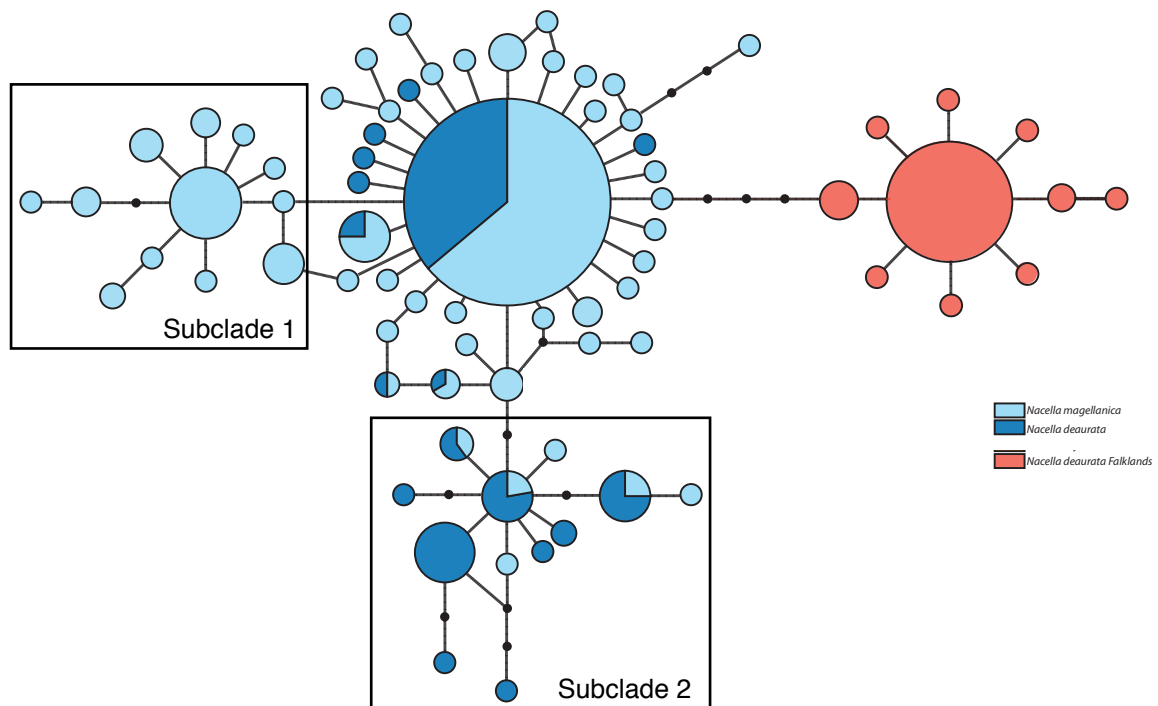 Subclade 1
Nacella magellanica
Nacella deaurata
Nacella deaurata Falklands
Subclade 2